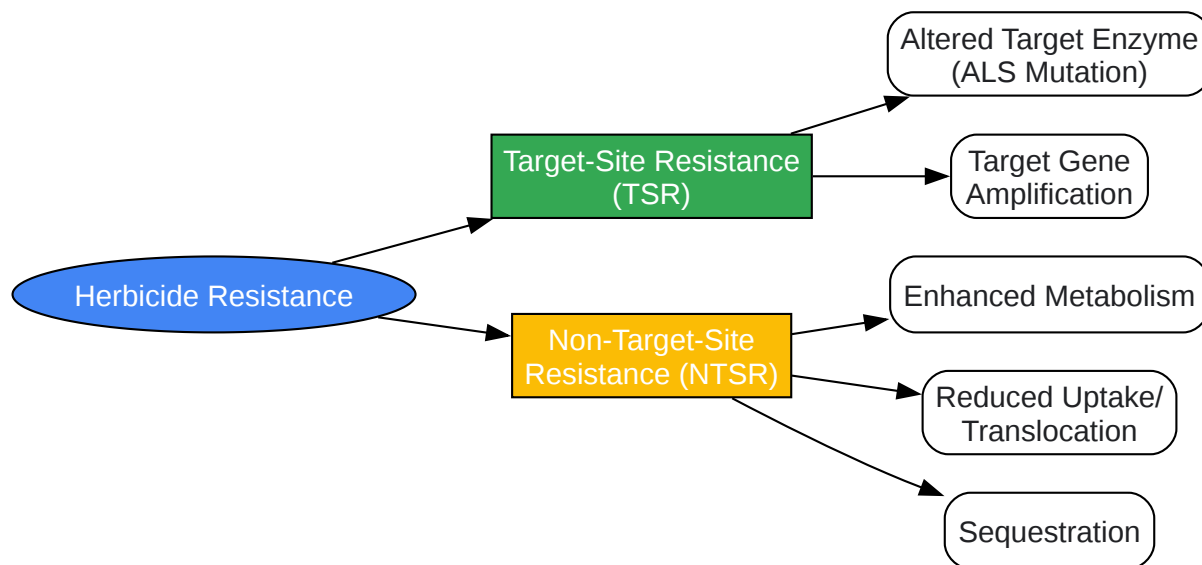 Herbicide Resistance
Target-Site Resistance
(TSR)
Altered Target Enzyme
(ALS Mutation)
Target Gene
Amplification
Non-Target-Site
Resistance (NTSR)
Enhanced Metabolism
Reduced Uptake/
Translocation
Sequestration